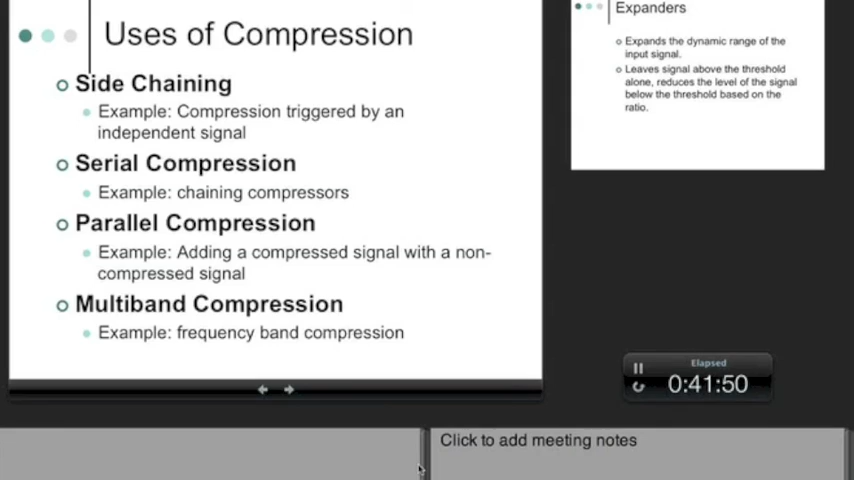 Uses of Compression
Side Chaining
Example: Compression triggered by an
independent signal
Serial Compression
Example: chaining compressors
Parallel Compression
Example: Adding a compressed signal with a non-
compressed signal
Multiband Compression
Example: frequency band compression
Expanders
Expands the dynamic range of the
input signal.
Leaves signal above the threshold
alone, reduces the level of the signal
below the threshold based on the
ratio.
Elapsed
0:41:50
Click to add meeting notes